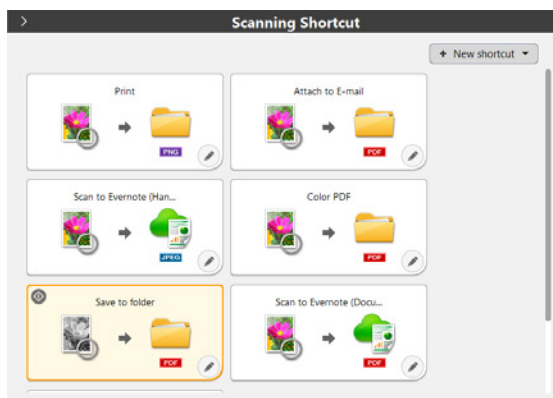 Scanning Shortcut
+ New shortcut
Print
PNG
Attach to E-mail
PDF
Scan to Evernote (Han...
JPEG
Color PDF
PDF
Save to folder
PDF
Scan to Evernote (Docu...
PDF